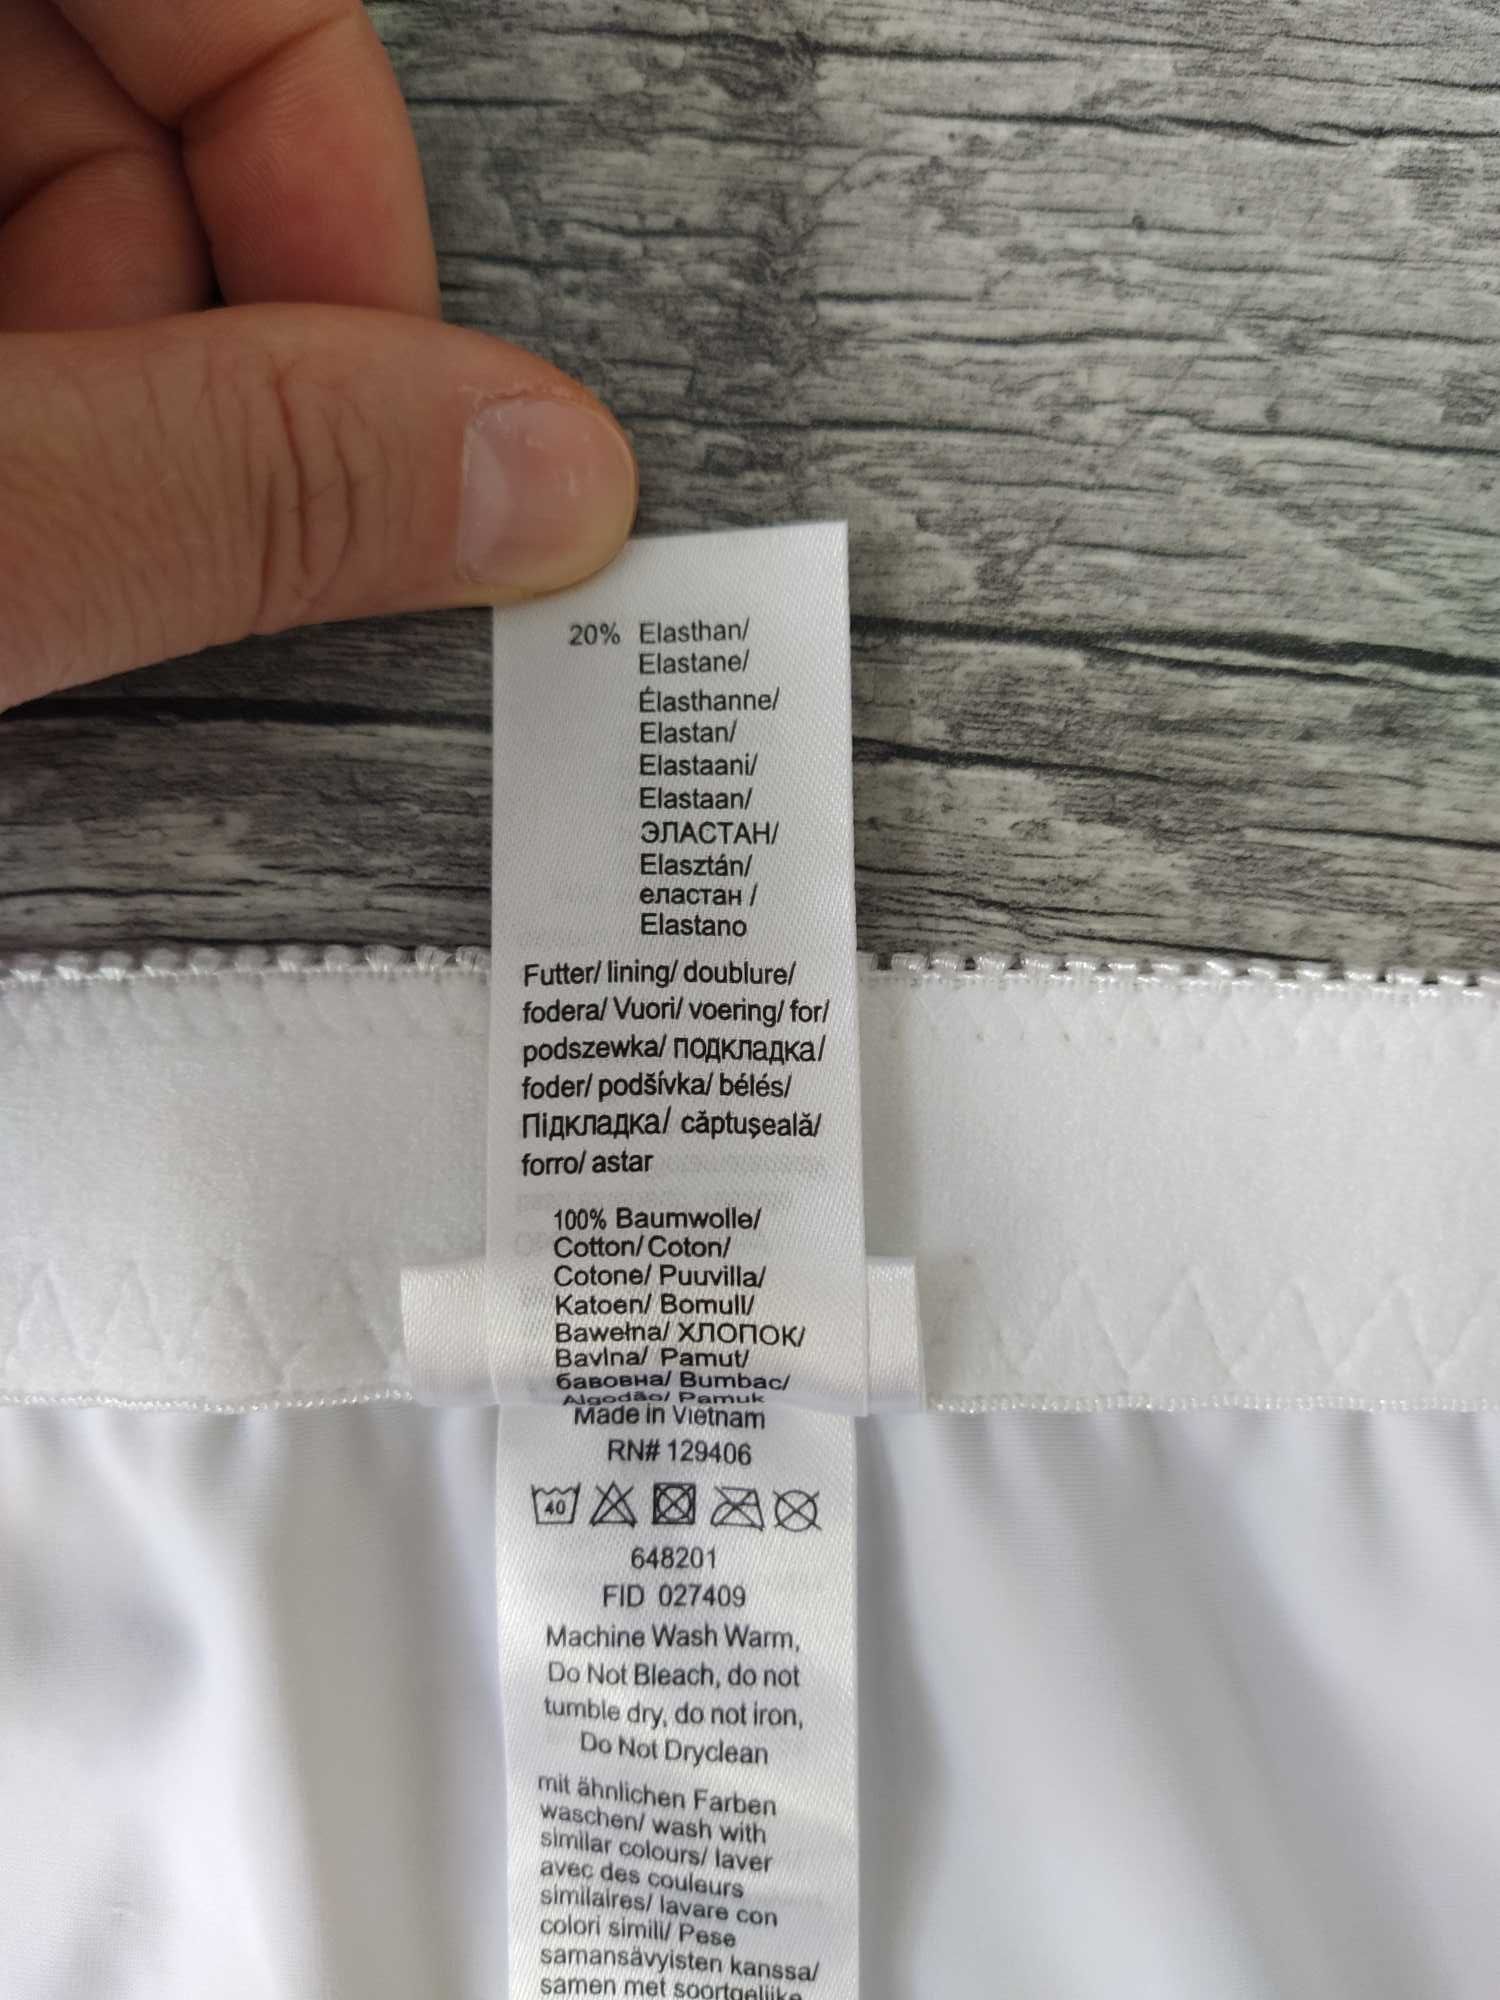 20% Elasthan/
Elastane/
Élasthanne/
Elastan/
Elastaani/
Elastaan/
ЭЛАСТАН/
Elasztán/
еластан /
Elastano
Futter/ lining/ doublure/
fodera/ Vuori/ voering/ for/
podszewka/ подкладка/
foder/ podšívka/ bélés/
Підкладка/ căptuşeală/
forro/ astar
100% Baumwolle/
Cotton/ Coton/
Cotone/ Puuvilla/
Katoen/ Bomull/
Bawełna/ ХЛОПОК/
Bavlna/ Pamut/
бавовна/ Bumbac/
Algodão/ Pamuk
Made in Vietnam
RN# 129406
40
648201
FID 027409
Machine Wash Warm,
Do Not Bleach, do not
tumble dry, do not iron,
Do Not Dryclean
mit ähnlichen Farben
waschen/ wash with
similar colours/ laver
avec des couleurs
similaires/ lavare con
colori simili/ Pese
samansävyisten kanssa/
samen met soortgelijke